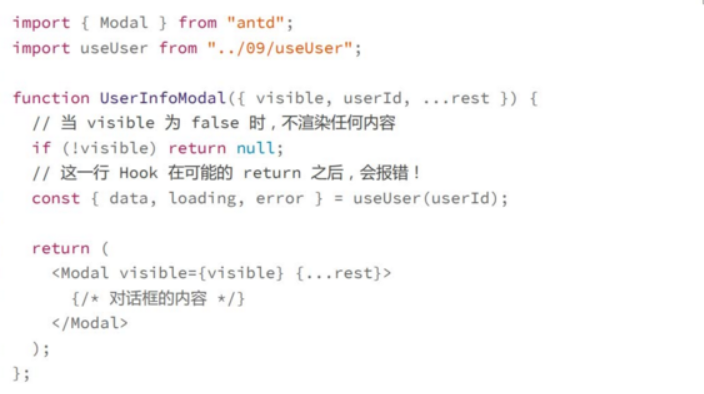 import { Modal } from "antd";
import useUser from "../09/useUser";
function UserInfoModal({ visible, userId, ...rest }) {
// 当 visible 为 false 时，不渲染任何内容
if (!visible) return null;
// 这一行 Hook 在可能的 return 之后，会报错！
const { data, loading, error } = useUser(userId);
return (
<Modal visible={visible} {...rest}>
{/* 对话框的内容 */}
</Modal>
);
};